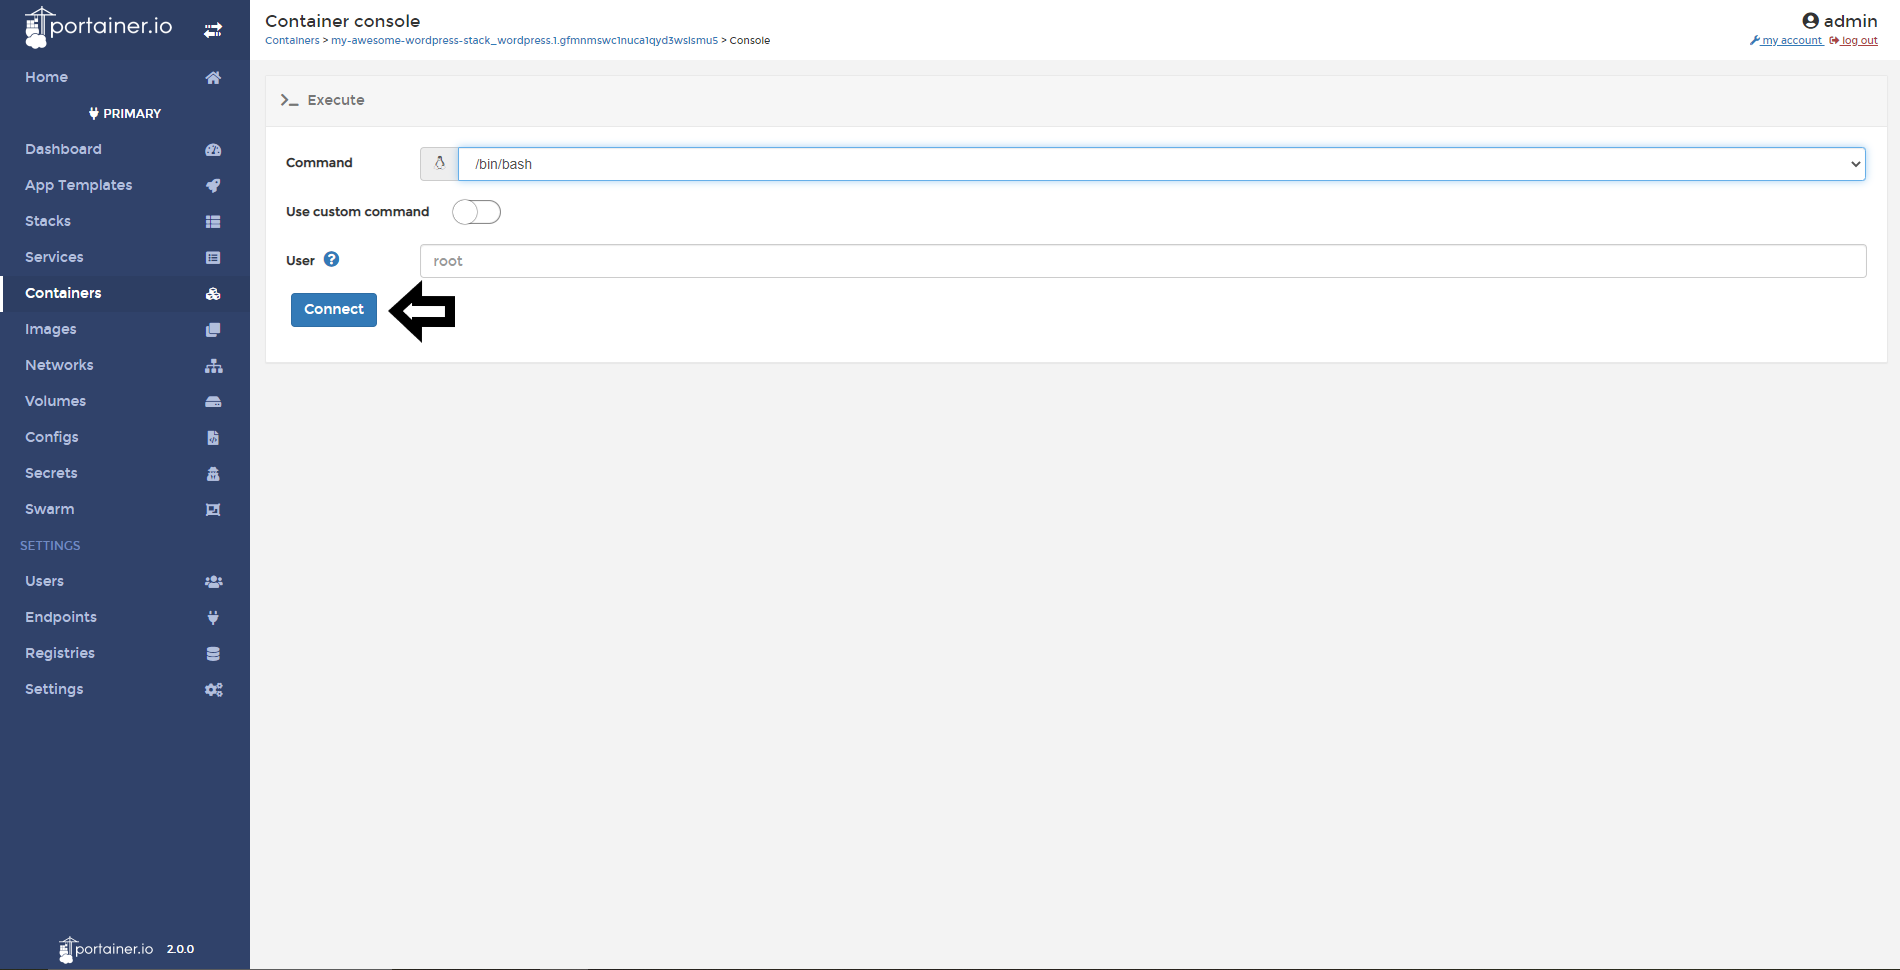 portainer.io
Home
PRIMARY
Dashboard
App Templates
Stacks
Services
Containers
Images
Networks
Volumes
Configs
Secrets
Swarm
SETTINGS
Users
Endpoints
Registries
Settings
portainer.io 2.0.0
Container console
Containers > my-awesome-wordpress-stack_wordpress.1.gfmnmswc1nuca1qyd3wslsmu5 > Console
admin
my account log out
>_ Execute
Command /bin/bash
Use custom command
User ? root
Connect